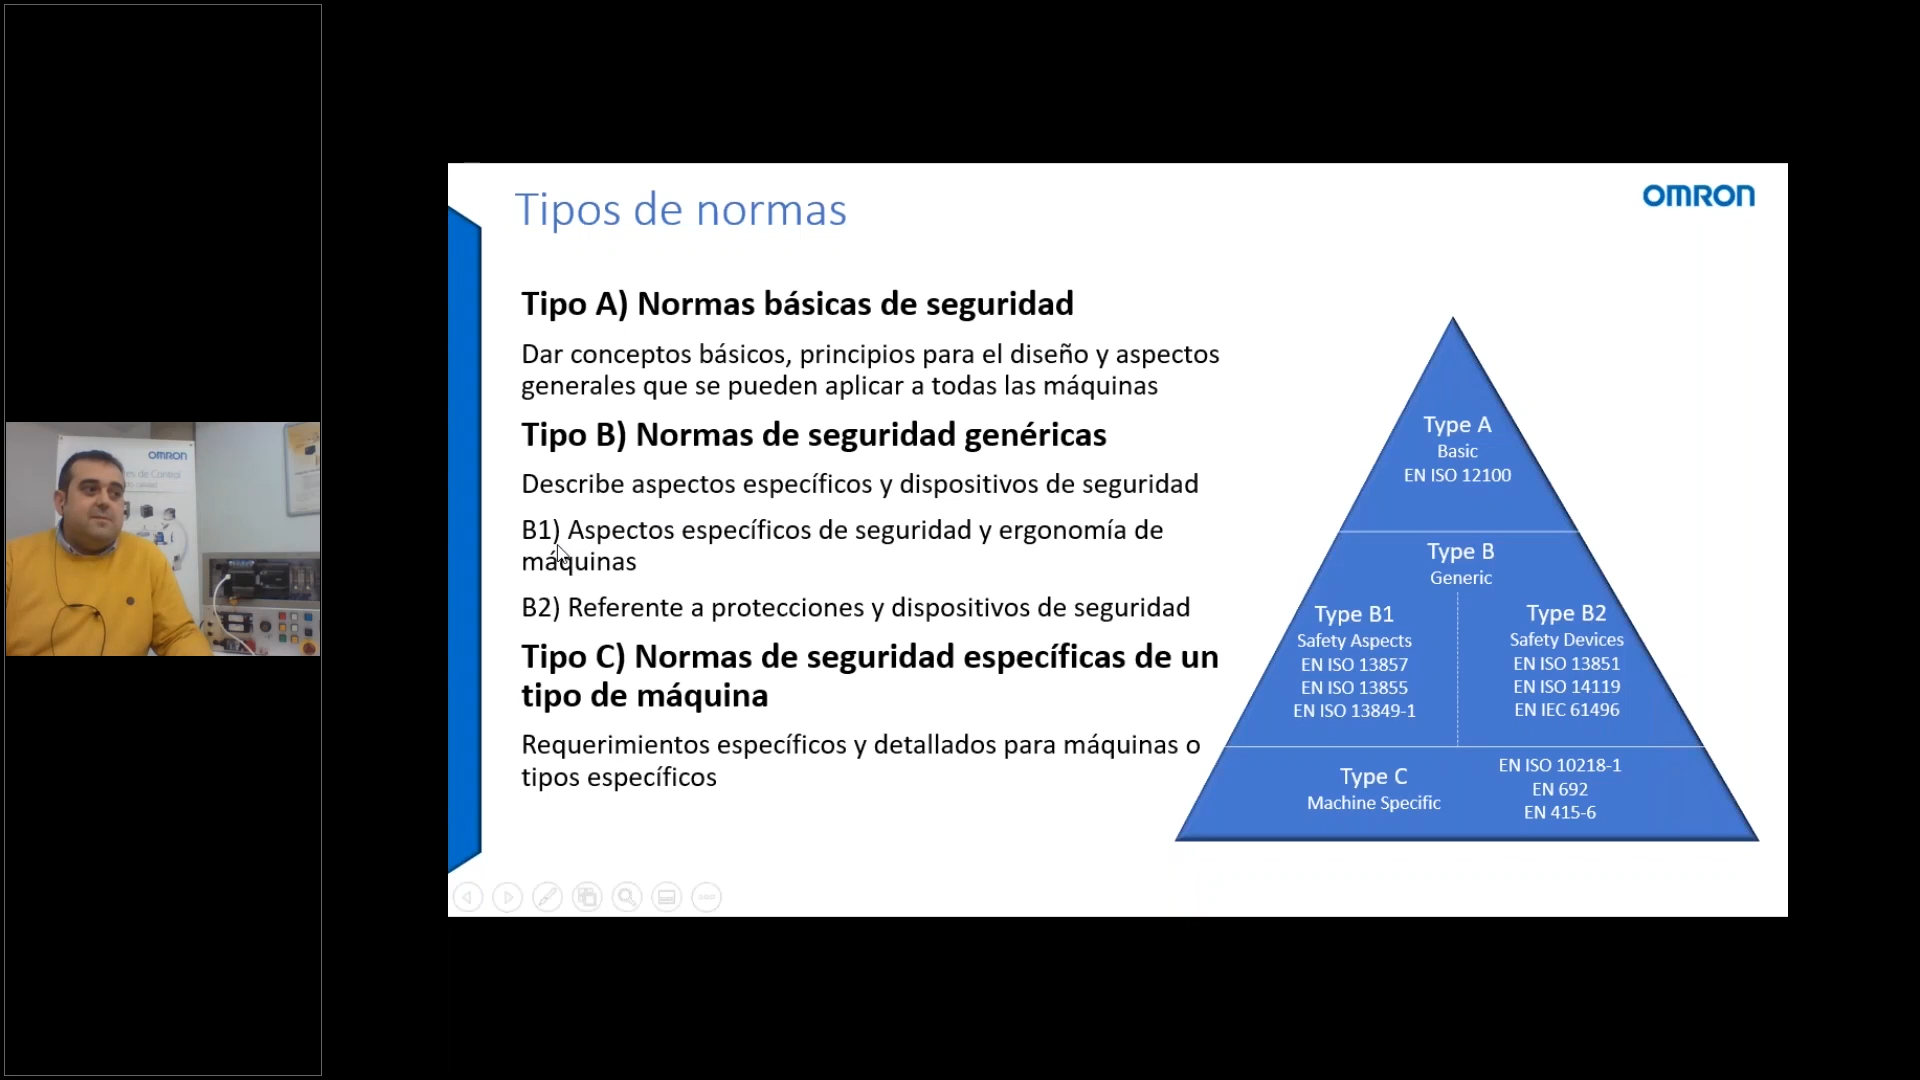 Tipos de normas
OMRON
Tipo A) Normas básicas de seguridad
Dar conceptos básicos, principios para el diseño y aspectos
generales que se pueden aplicar a todas las máquinas
Tipo B) Normas de seguridad genéricas
Describe aspectos específicos y dispositivos de seguridad
B1) Aspectos específicos de seguridad y ergonomía de
máquinas
B2) Referente a protecciones y dispositivos de seguridad
Tipo C) Normas de seguridad específicas de un
tipo de máquina
Requerimientos específicos y detallados para máquinas o
tipos específicos
Type A
Basic
EN ISO 12100
Type B
Generic
Type B1
Safety Aspects
EN ISO 13857
EN ISO 13855
EN ISO 13849-1
Type B2
Safety Devices
EN ISO 13851
EN ISO 14119
EN IEC 61496
Type C
Machine Specific
EN ISO 10218-1
EN 692
EN 415-6
OMRON
de Control